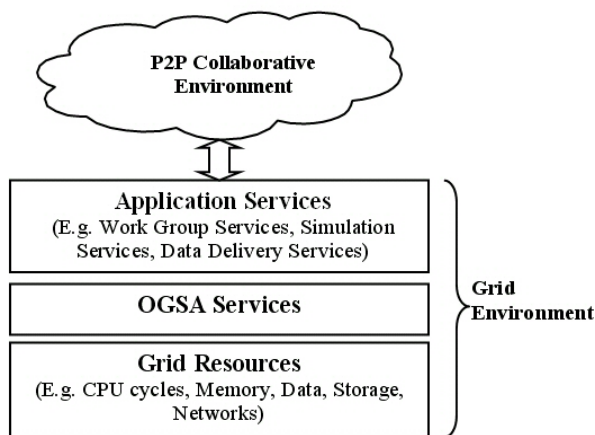 P2P Collaborative
Environment
Application Services
(E.g. Work Group Services, Simulation
Services, Data Delivery Services)
OGSA Services
Grid Resources
(E.g. CPU cycles, Memory, Data, Storage,
Networks)
Grid
Environment